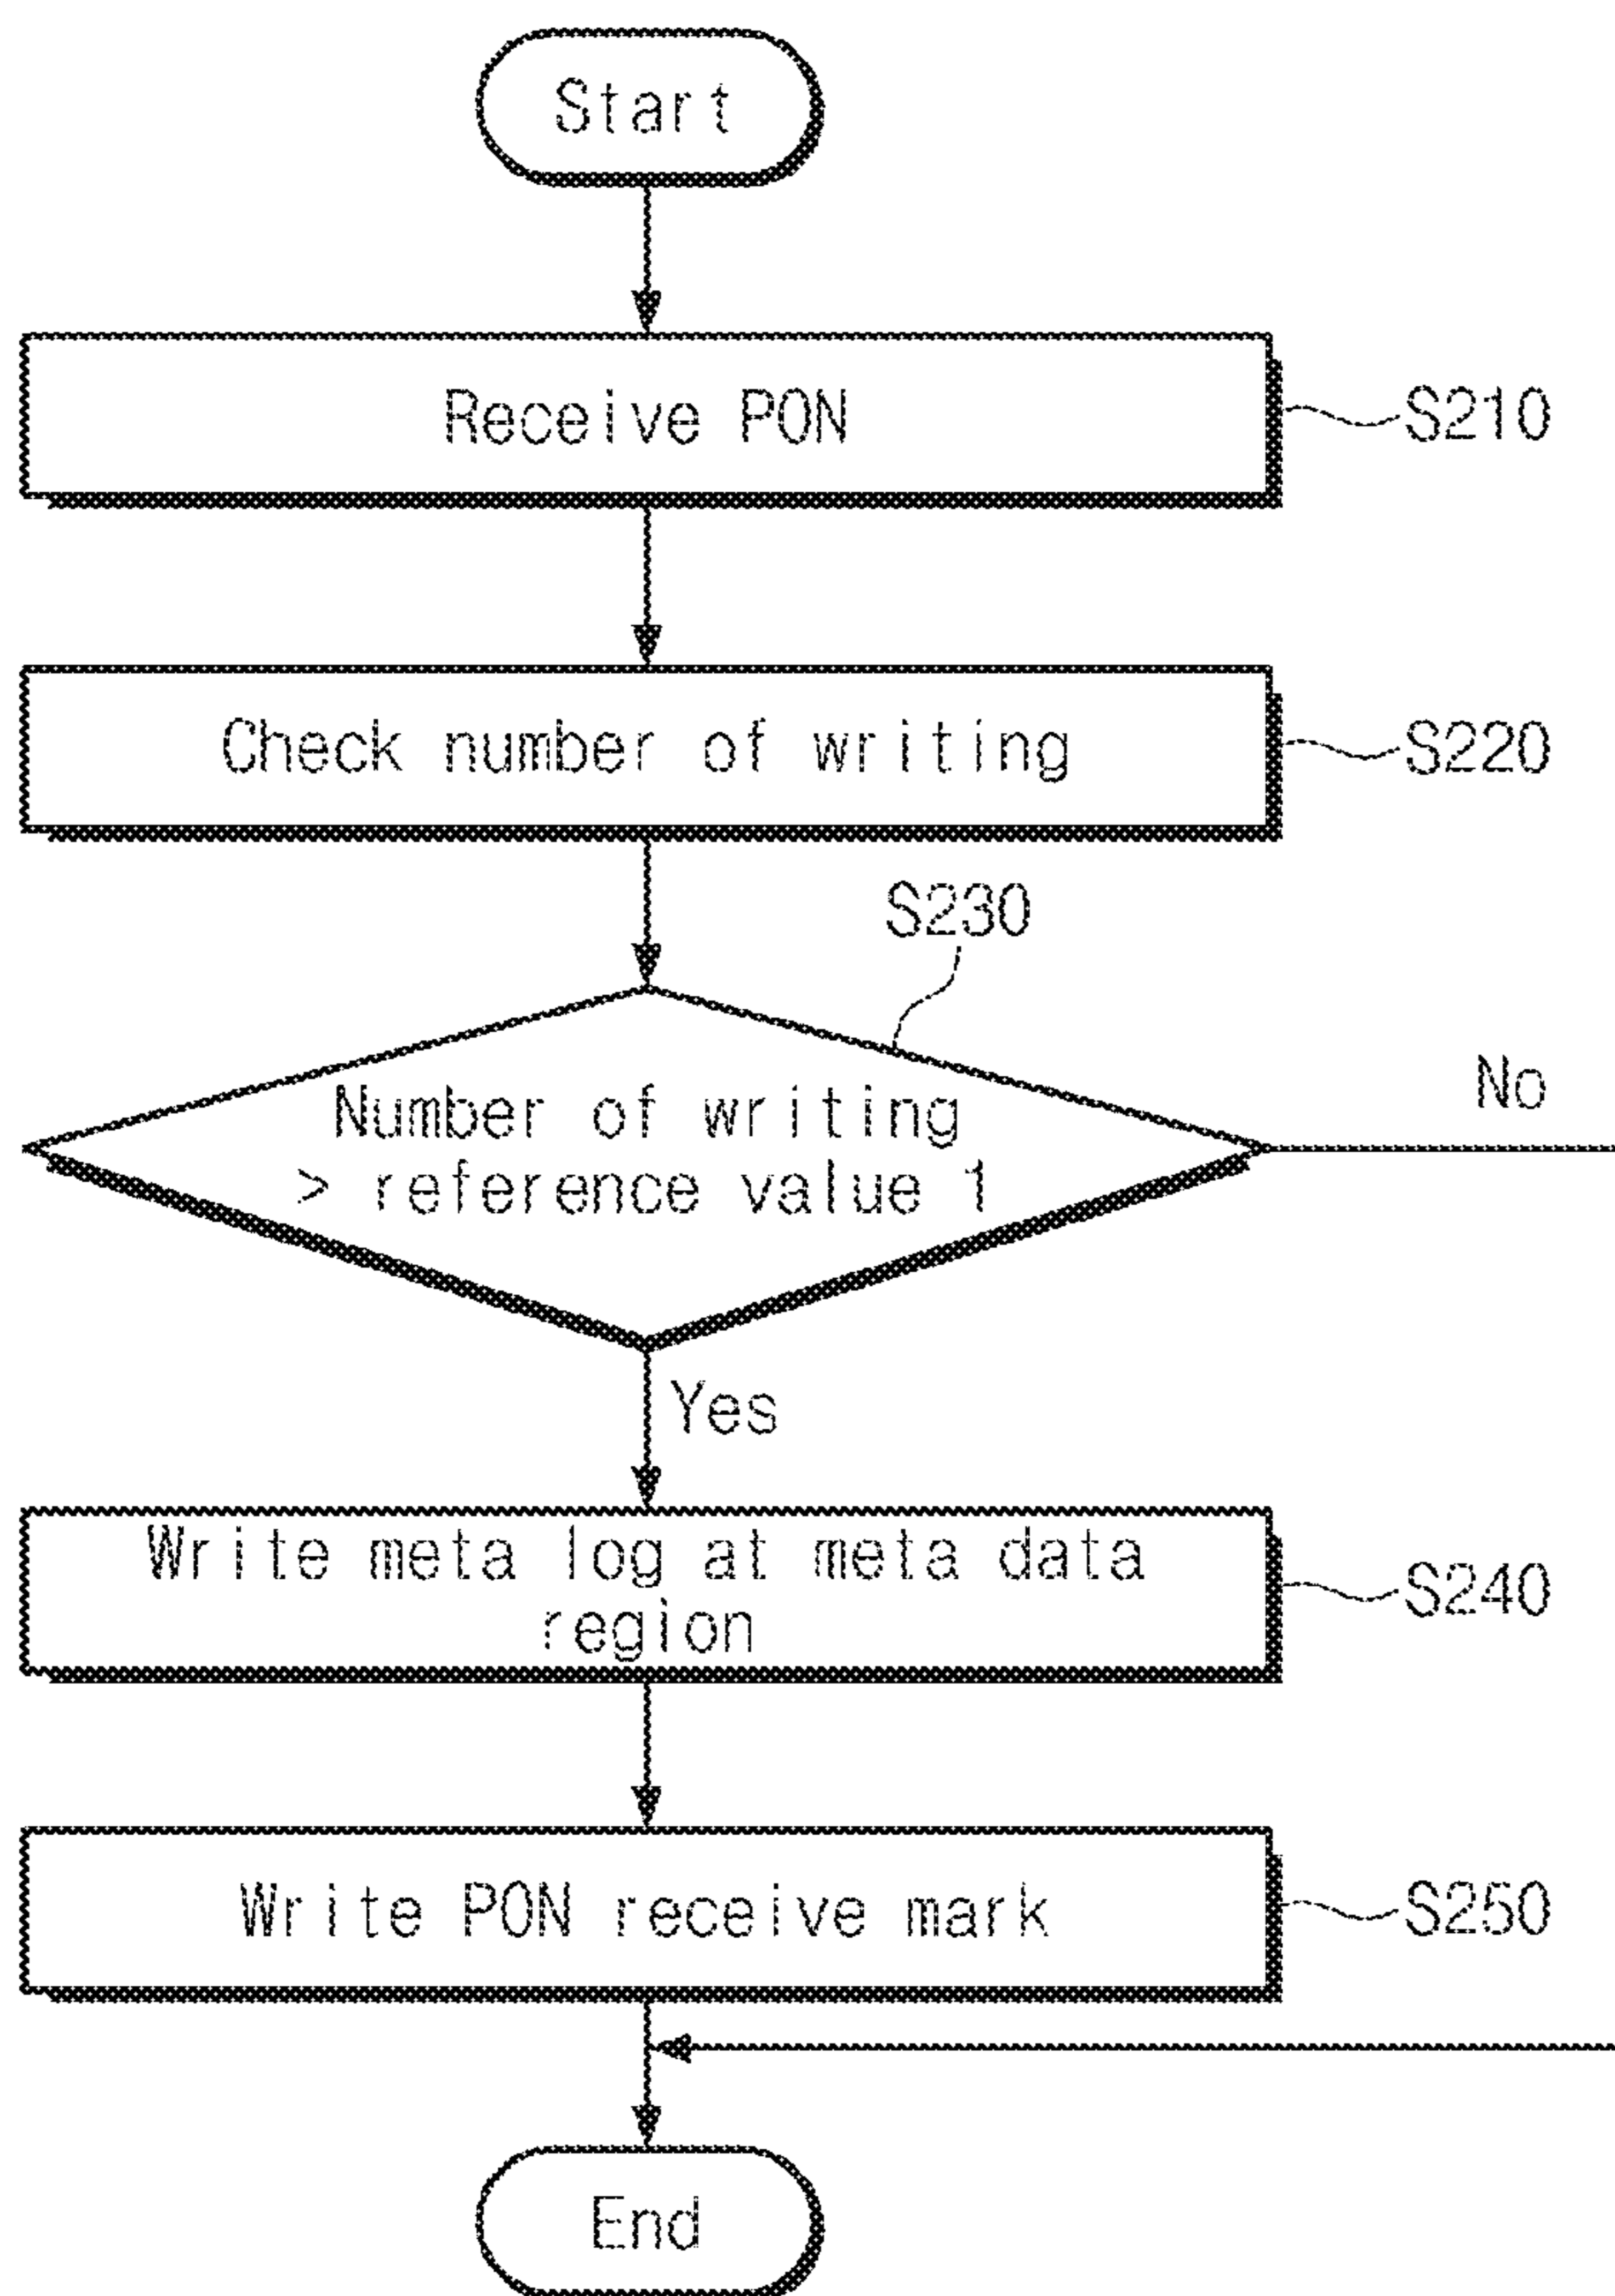 Start
Receive PON
S210
Check number of writing
S220
S230
Number of writing
> reference value 1
No
Yes
Write meta log at meta data
region
S240
Write PON receive mark
S250
End